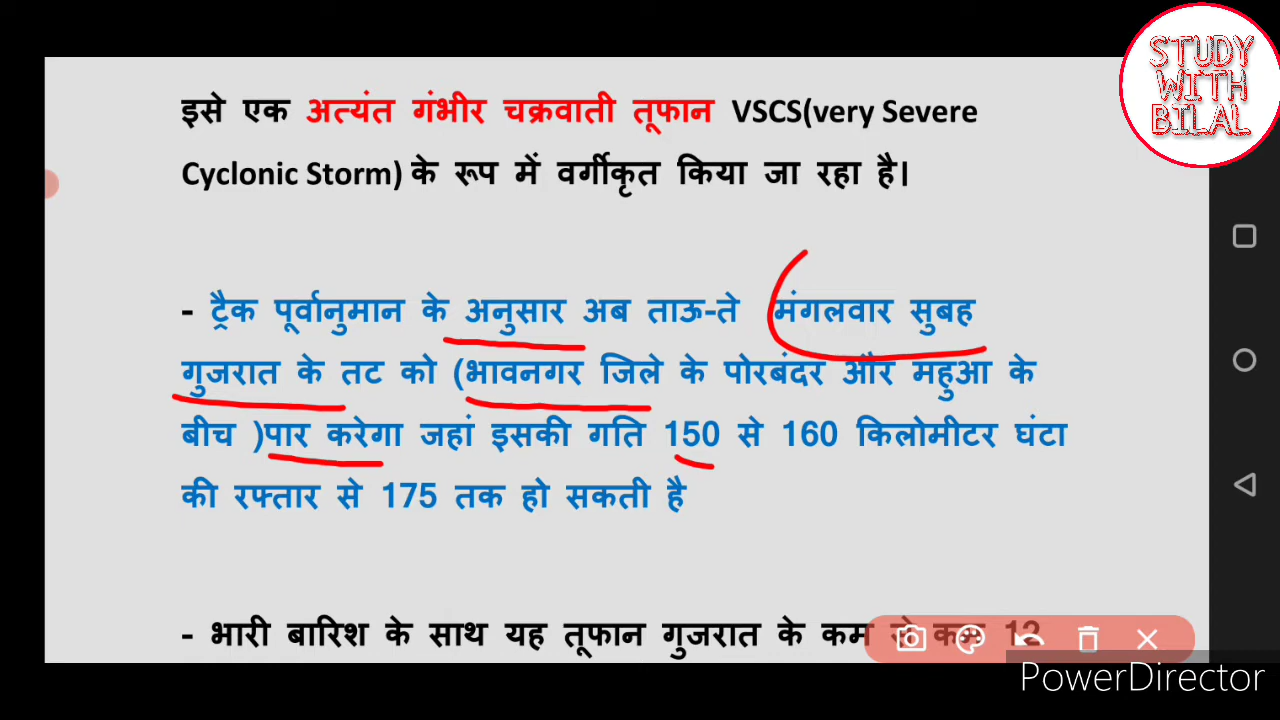 STUDY
WITH
BILAL
इसे एक अत्यंत गंभीर चक्रवाती तूफान VSCS(very Severe
Cyclonic Storm) के रूप में वर्गीकृत किया जा रहा है।
- ट्रैक पूर्वानुमान के अनुसार अब ताऊ-ते मंगलवार सुबह
गुजरात के तट को (भावनगर जिले के पोरबंदर और महुआ के
बीच )पार करेगा जहां इसकी गति 150 से 160 किलोमीटर घंटा
की रफ्तार से 175 तक हो सकती है
- भारी बारिश के साथ यह तूफान गुजरात के कम से कम 12
PowerDirector